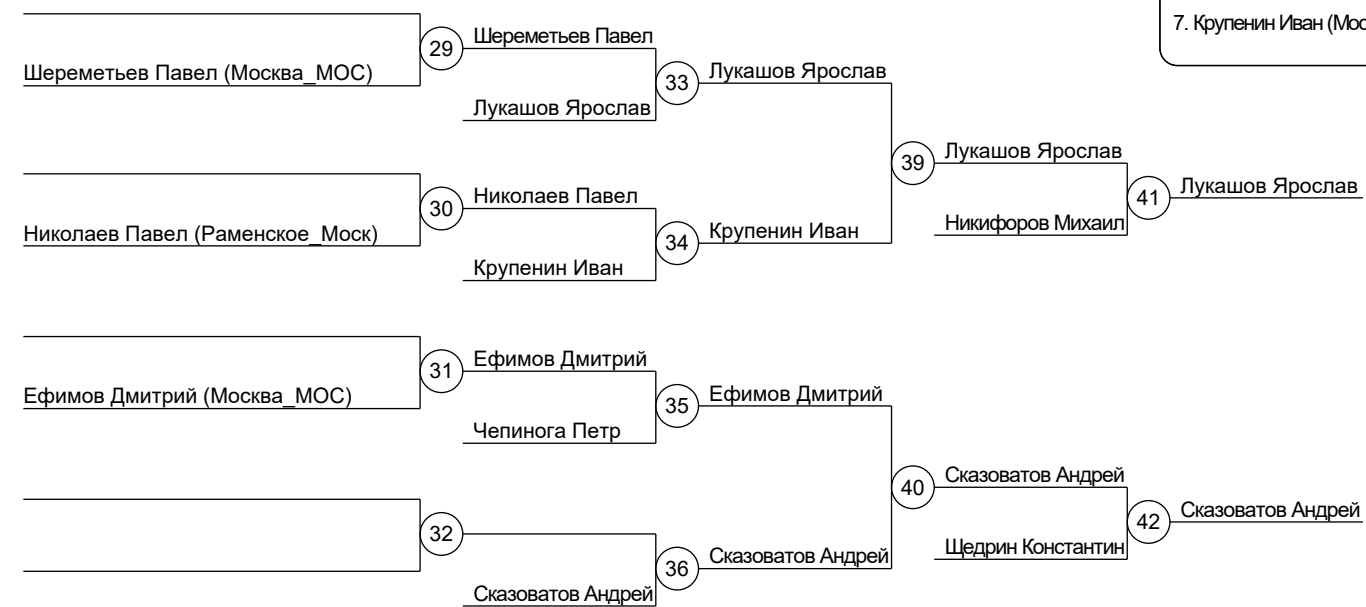 7. Крупенин Иван (Мос
29
Шереметьев Павел
Шереметьев Павел (Москва_МОС)
33
Лукашов Ярослав
Лукашов Ярослав
39
Лукашов Ярослав
41
Лукашов Ярослав
30
Николаев Павел
Николаев Павел (Раменское_Моск)
34
Крупенин Иван
Никифоров Михаил
Крупенин Иван
31
Ефимов Дмитрий
Ефимов Дмитрий (Москва_МОС)
35
Ефимов Дмитрий
Чепинога Петр
40
Сказоватов Андрей
42
Сказоватов Андрей
32
Щедрин Константин
36
Сказоватов Андрей
Сказоватов Андрей